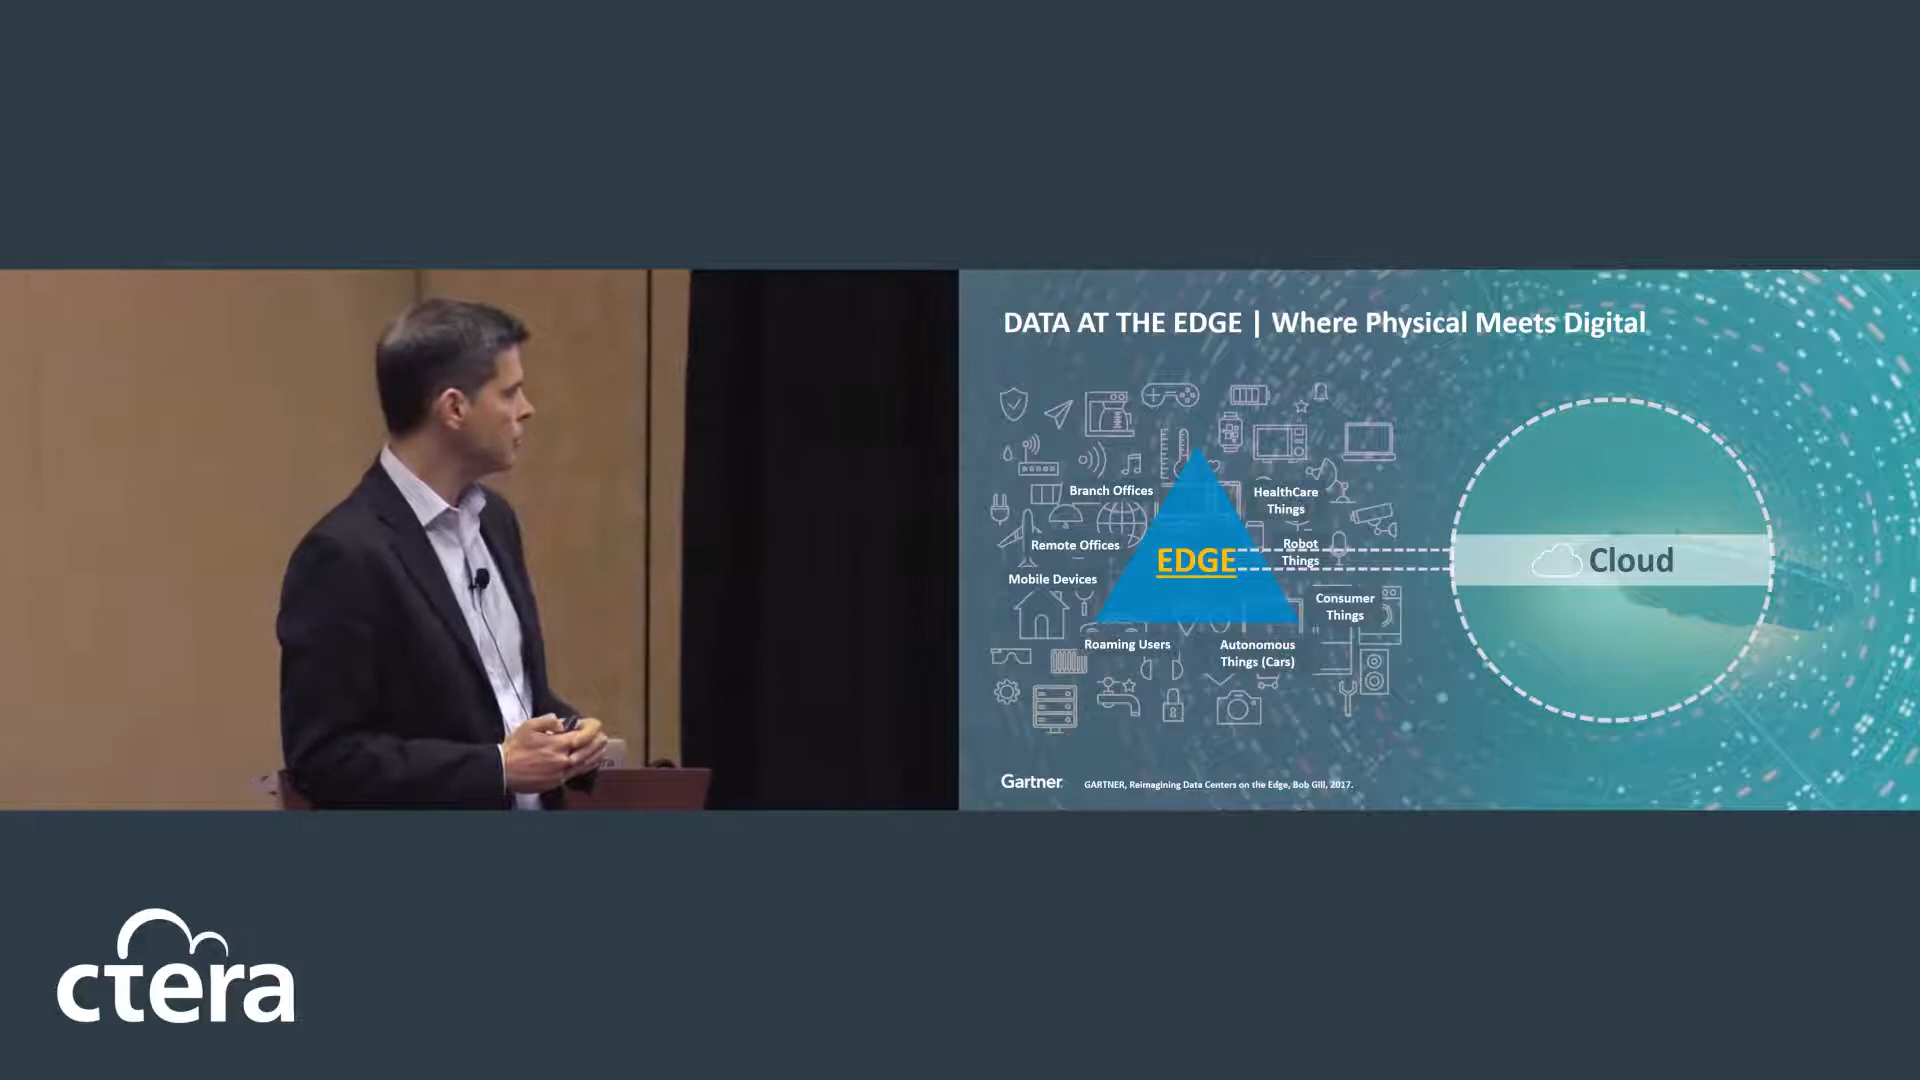 DATA AT THE EDGE | Where Physical Meets Digital
Branch Offices
HealthCare
Things
Remote Offices
Robot
Things
EDGE
Cloud
Mobile Devices
Consumer
Things
Roaming Users
Autonomous
Things (Cars)
Gartner
GARTNER, Reimagining Data Centers on the Edge, Bob Gill, 2017.
ctera